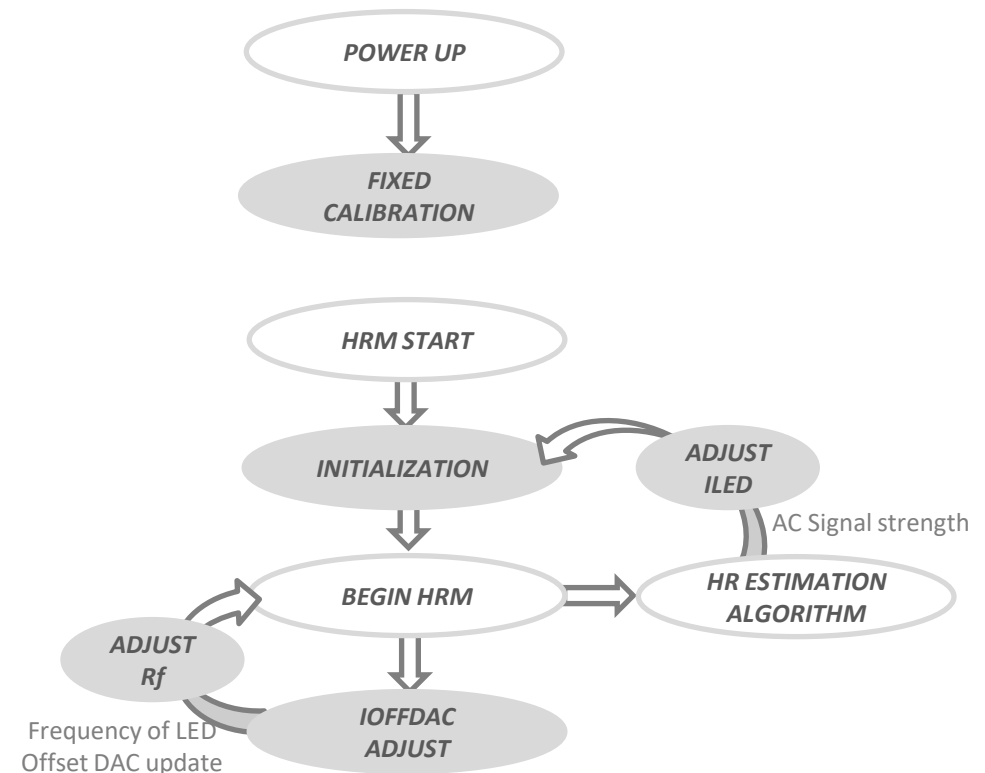 POWER UP
FIXED
CALIBRATION
HRM START
INITIALIZATION
ADJUST
ILED
AC Signal strength
BEGIN HRM
HR ESTIMATION
ALGORITHM
ADJUST
Rf
IOFFDAC
ADJUST
Frequency of LED
Offset DAC update